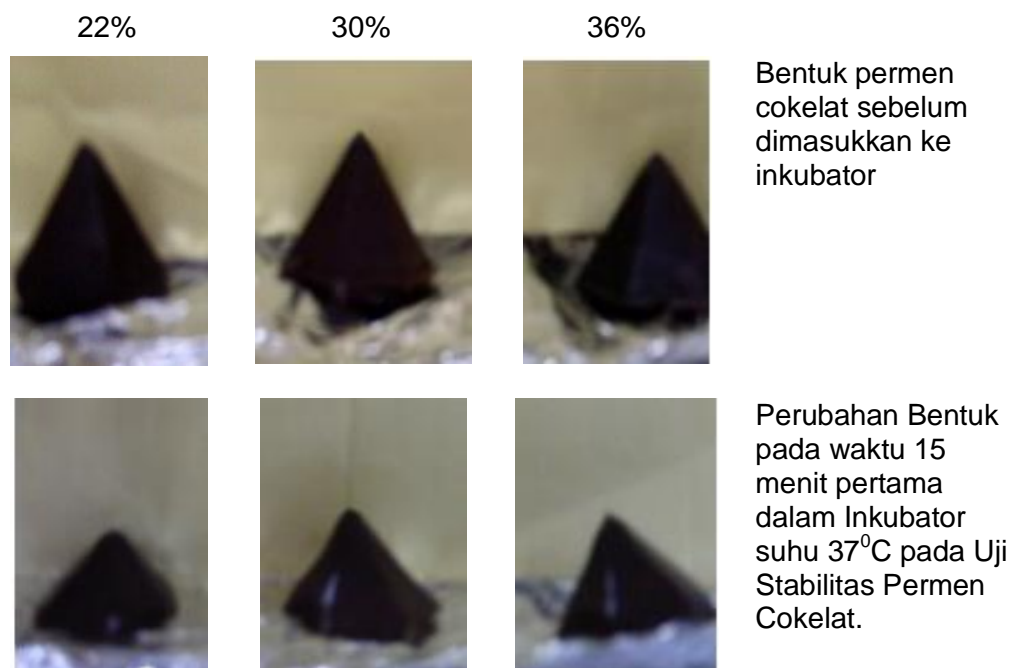 22% 30% 36%
Bentuk permen
cokelat sebelum
dimasukkan ke
inkubator
Perubahan Bentuk
pada waktu 15
menit pertama
dalam Inkubator
suhu 37⁰C pada Uji
Stabilitas Permen
Cokelat.